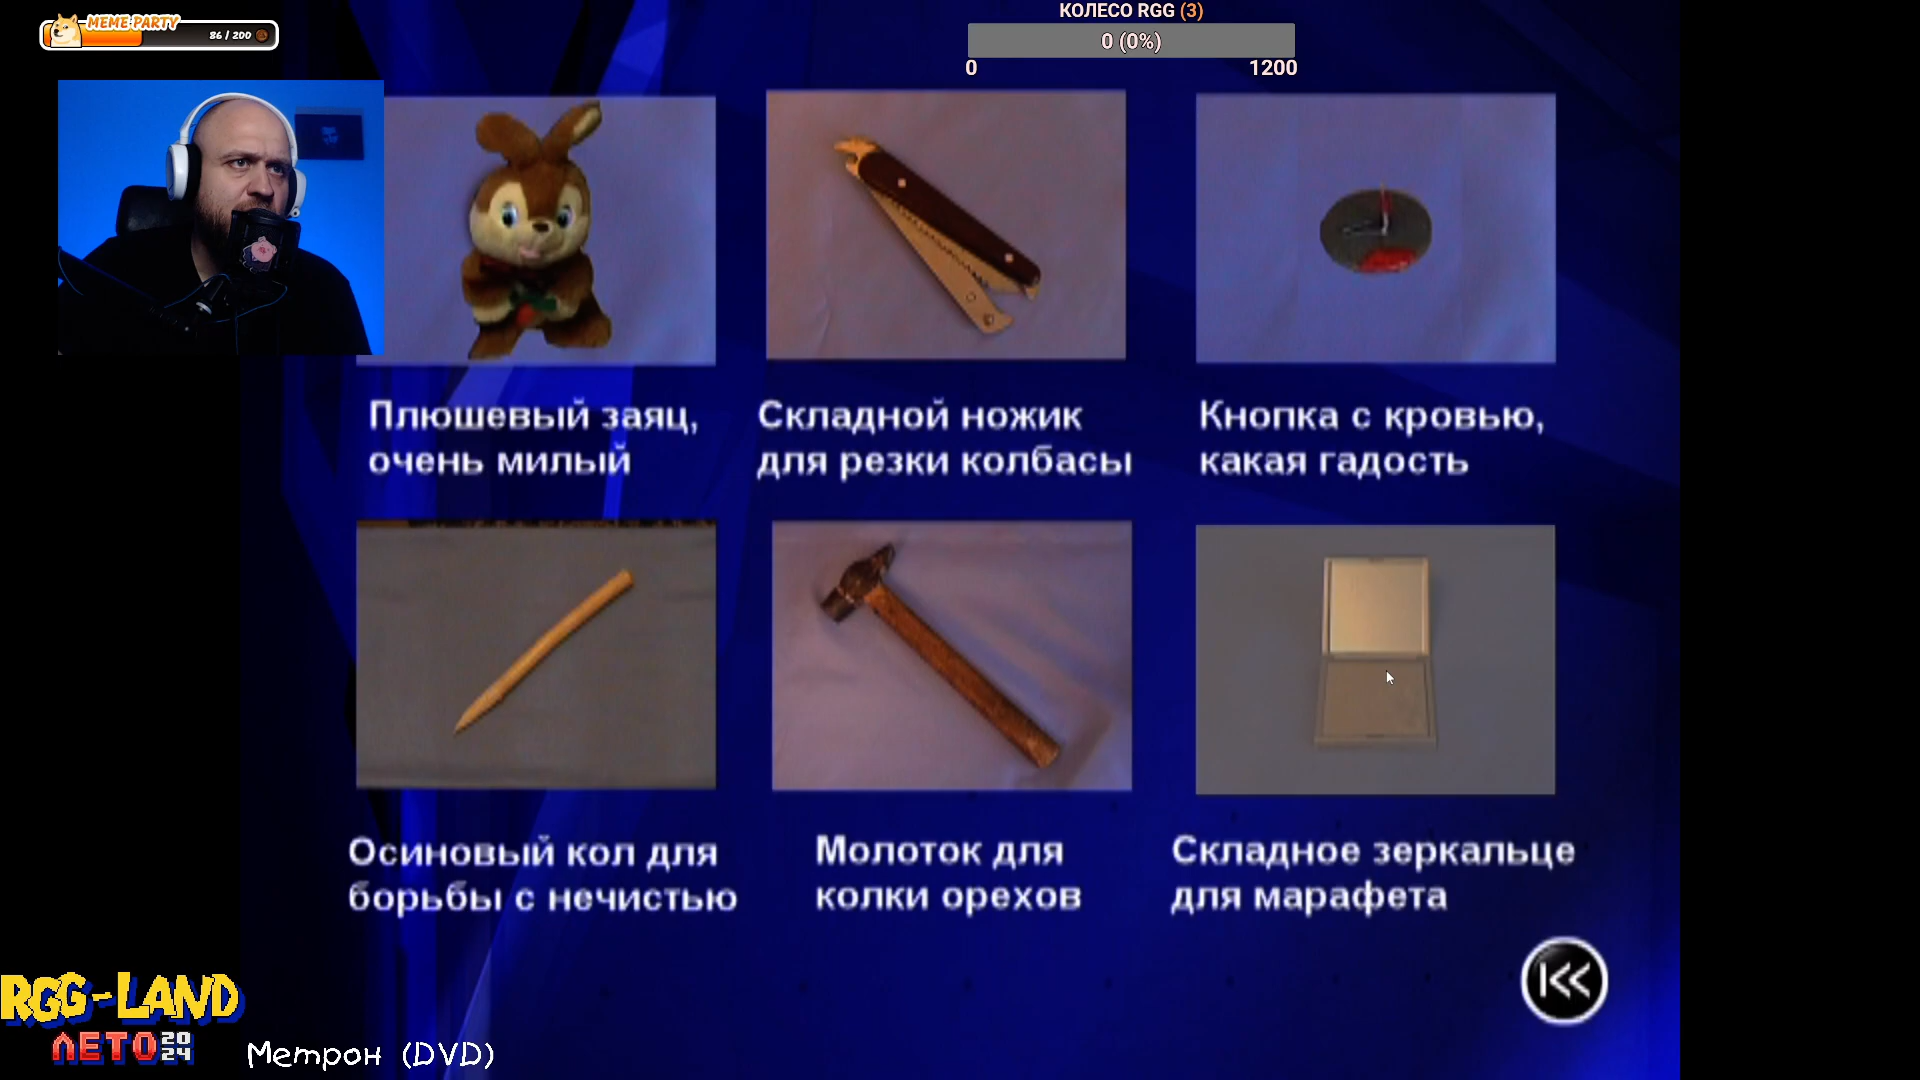 MEME PARTY
86 / 200
КОЛЕСО RGG (3)
0 (0%)
0
1200
Плюшевый заяц,
очень милый
Складной ножик
для резки колбасы
Кнопка с кровью,
какая гадость
Осиновый кол для
борьбы с нечистью
Молоток для
колки орехов
Складное зеркальце
для марафета
RGG-LAND
ЛЕТО 2024
Метрон (DVD)